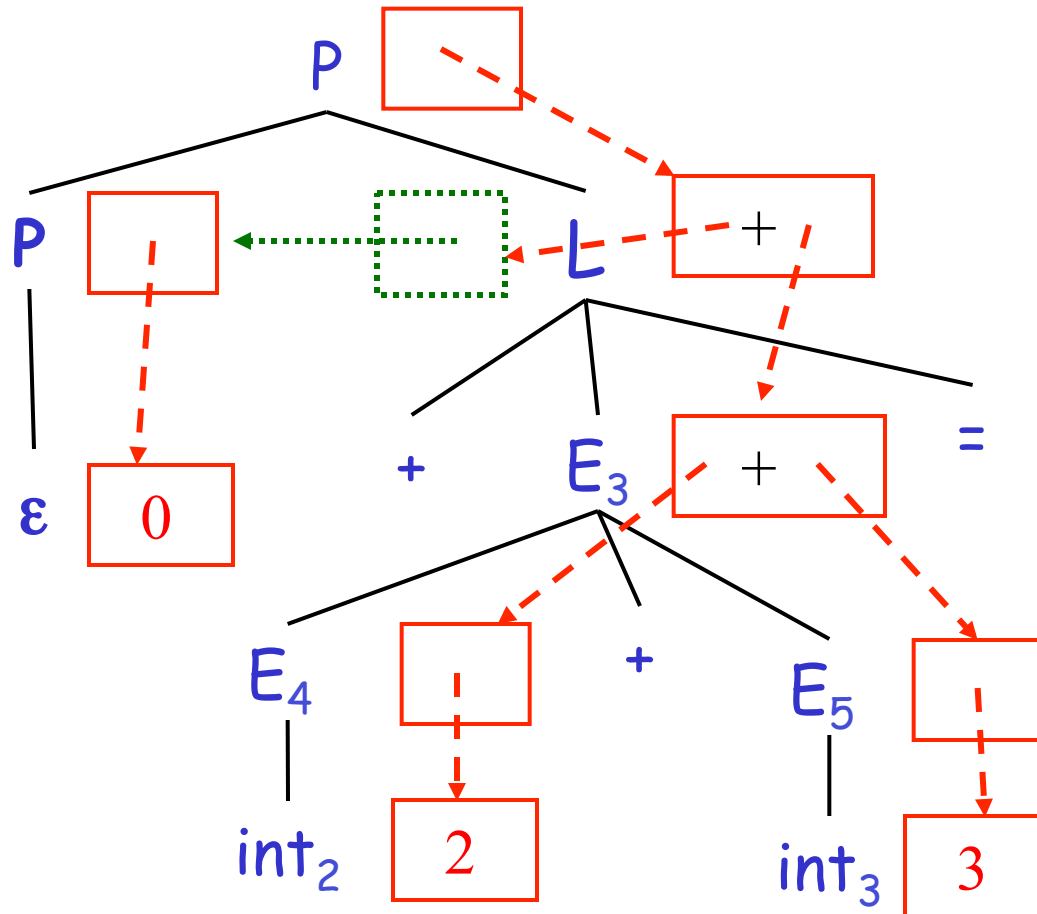 P
P L +
+ E3 + =
ε 0
E4 + E5
int2 2 int3 3